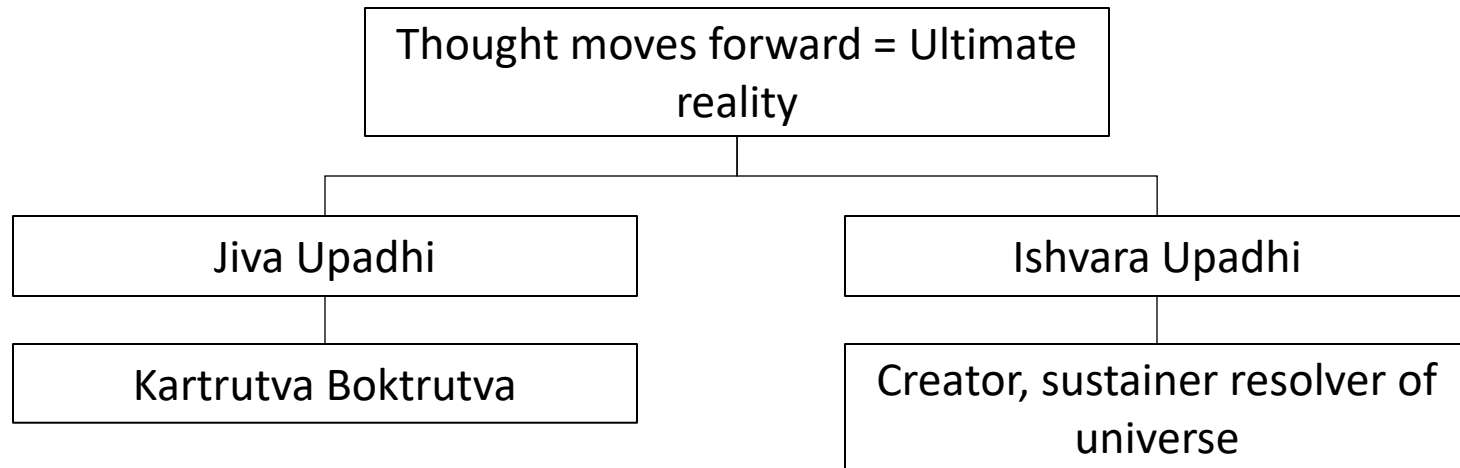 Thought moves forward = Ultimate
reality
Jiva Upadhi
Ishvara Upadhi
Kartrutva Boktrutva
Creator, sustainer resolver of
universe